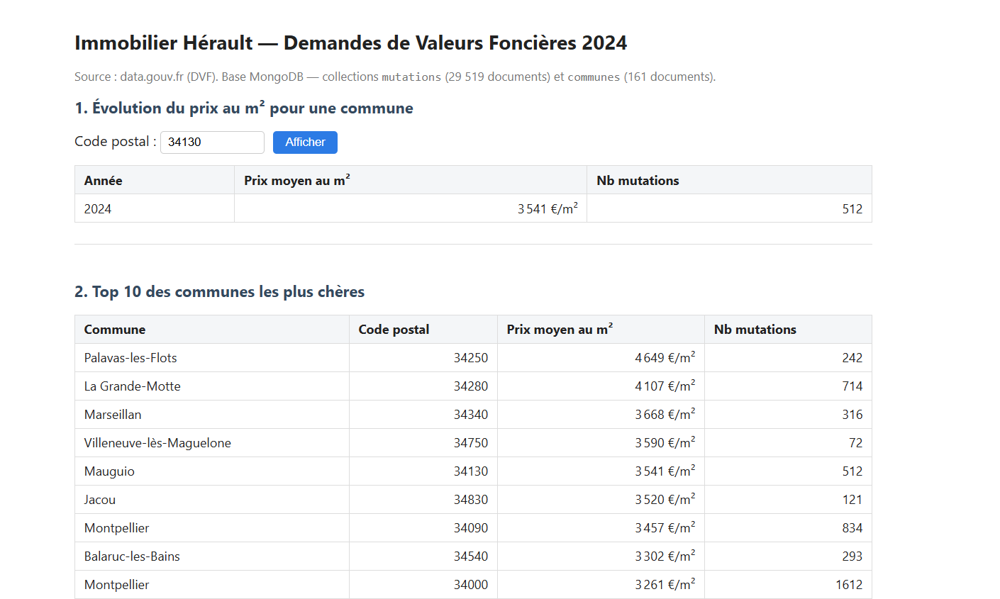 Immobilier Hérault — Demandes de Valeurs Foncières 2024
Source : data.gouv.fr (DVF). Base MongoDB — collections mutations (29 519 documents) et communes (161 documents).
1. Évolution du prix au m² pour une commune
Code postal : 34130 Afficher
Année Prix moyen au m² Nb mutations
2024 3 541 €/m² 512
2. Top 10 des communes les plus chères
Commune Code postal Prix moyen au m² Nb mutations
Palavas-les-Flots 34250 4 649 €/m² 242
La Grande-Motte 34280 4 107 €/m² 714
Marseillan 34340 3 668 €/m² 316
Villeneuve-lès-Maguelone 34750 3 590 €/m² 72
Mauguio 34130 3 541 €/m² 512
Jacou 34830 3 520 €/m² 121
Montpellier 34090 3 457 €/m² 834
Balaruc-les-Bains 34540 3 302 €/m² 293
Montpellier 34000 3 261 €/m² 1612